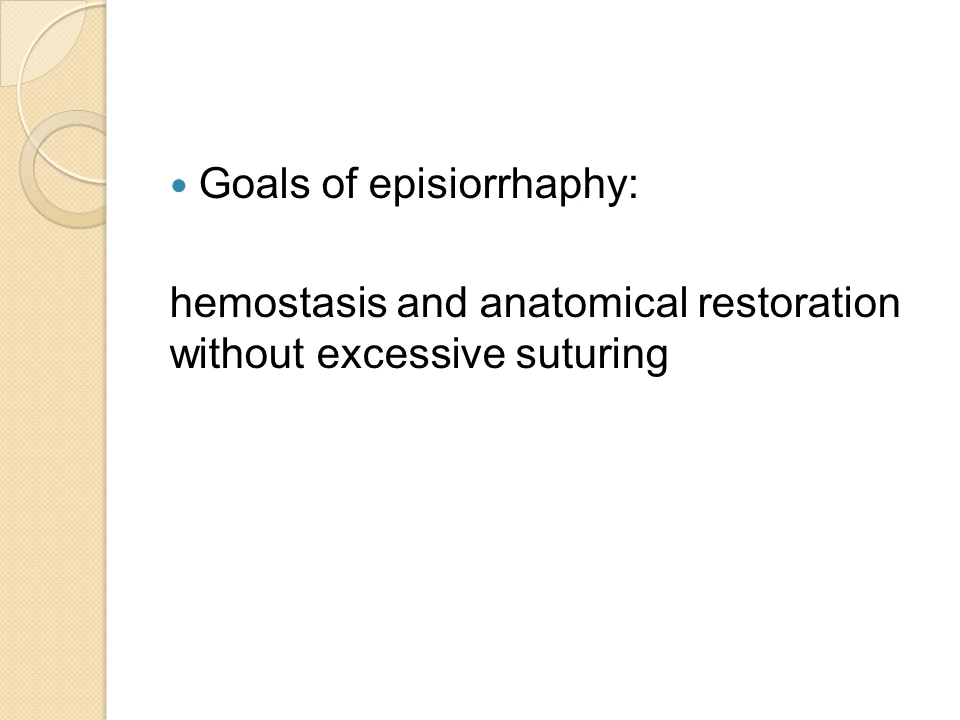 • Goals of episiorrhaphy:
hemostasis and anatomical restoration
without excessive suturing